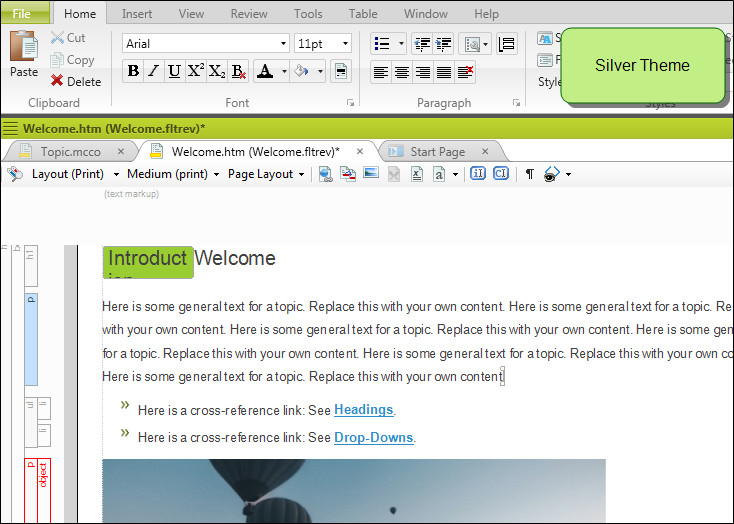 File Home Insert View Review Tools Table Window Help
Paste
Cut
Copy
Delete
Clipboard
Arial 11pt
B I U X² X₂ B A
Font
Paragraph
S
F
Style
Styles
Silver Theme
Welcome.htm (Welcome.fltrev)*
Topic.mcco Welcome.htm (Welcome.fltrev)* Start Page
Layout (Print) Medium (print) Page Layout
(text markup)
h1
p
ul
li
li
p
object
Introduct Welcome
ion
Here is some general text for a topic. Replace this with your own content. Here is some general text for a topic. Re
with your own content. Here is some general text for a topic. Replace this with your own content. Here is some gen
for a topic. Replace this with your own content. Here is some general text for a topic. Replace this with your own co
Here is some general text for a topic. Replace this with your own content
» Here is a cross-reference link: See Headings.
» Here is a cross-reference link: See Drop-Downs.